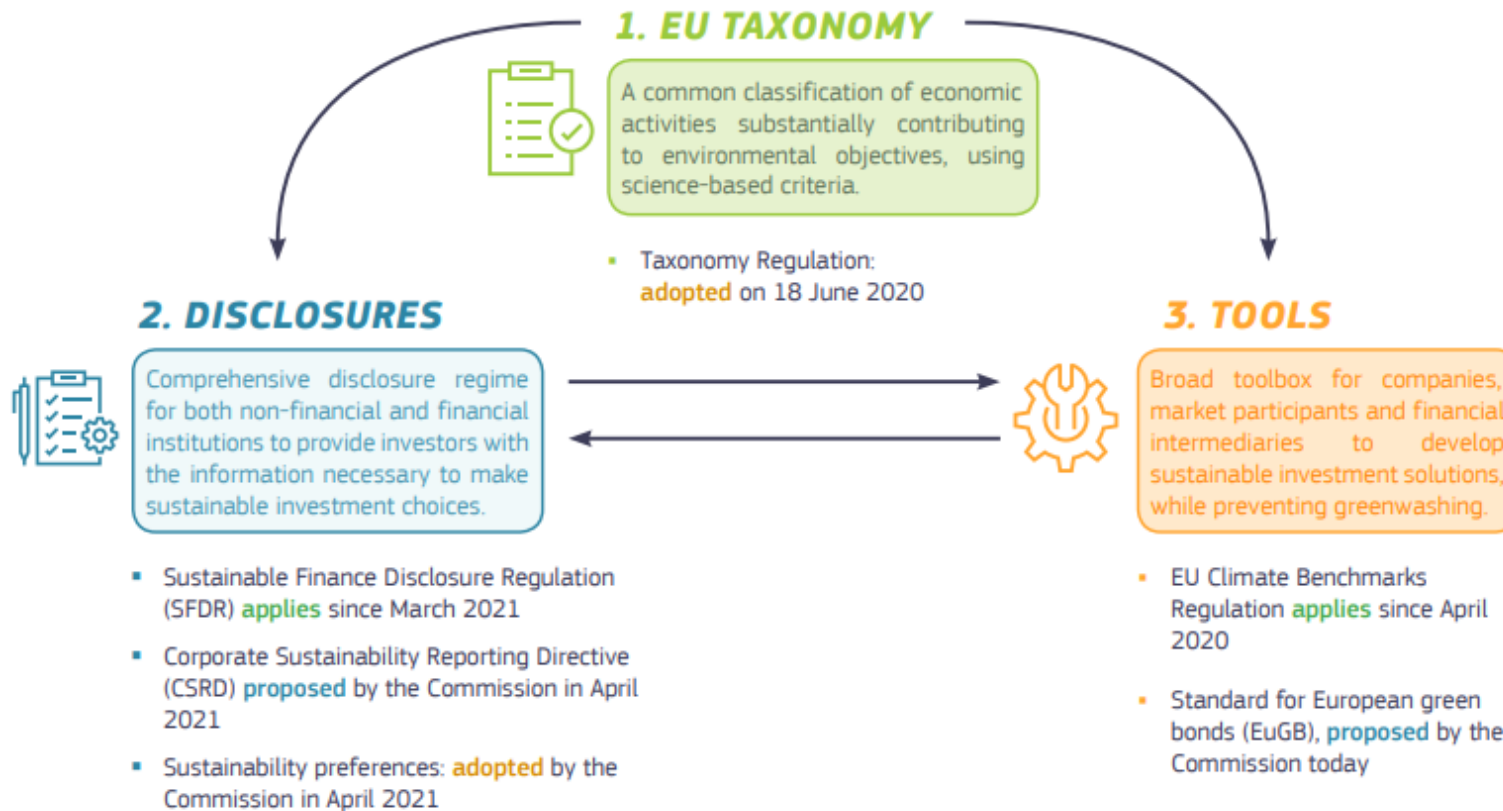 1. EU TAXONOMY
A common classification of economic
activities substantially contributing
to environmental objectives, using
science-based criteria.
▪ Taxonomy Regulation:
adopted on 18 June 2020
2. DISCLOSURES
Comprehensive disclosure regime
for both non-financial and financial
institutions to provide investors with
the information necessary to make
sustainable investment choices.
▪ Sustainable Finance Disclosure Regulation
(SFDR) applies since March 2021
▪ Corporate Sustainability Reporting Directive
(CSRD) proposed by the Commission in April
2021
▪ Sustainability preferences: adopted by the
Commission in April 2021
3. TOOLS
Broad toolbox for companies,
market participants and financial
intermediaries to develop
sustainable investment solutions,
while preventing greenwashing.
▪ EU Climate Benchmarks
Regulation applies since April
2020
▪ Standard for European green
bonds (EuGB), proposed by the
Commission today